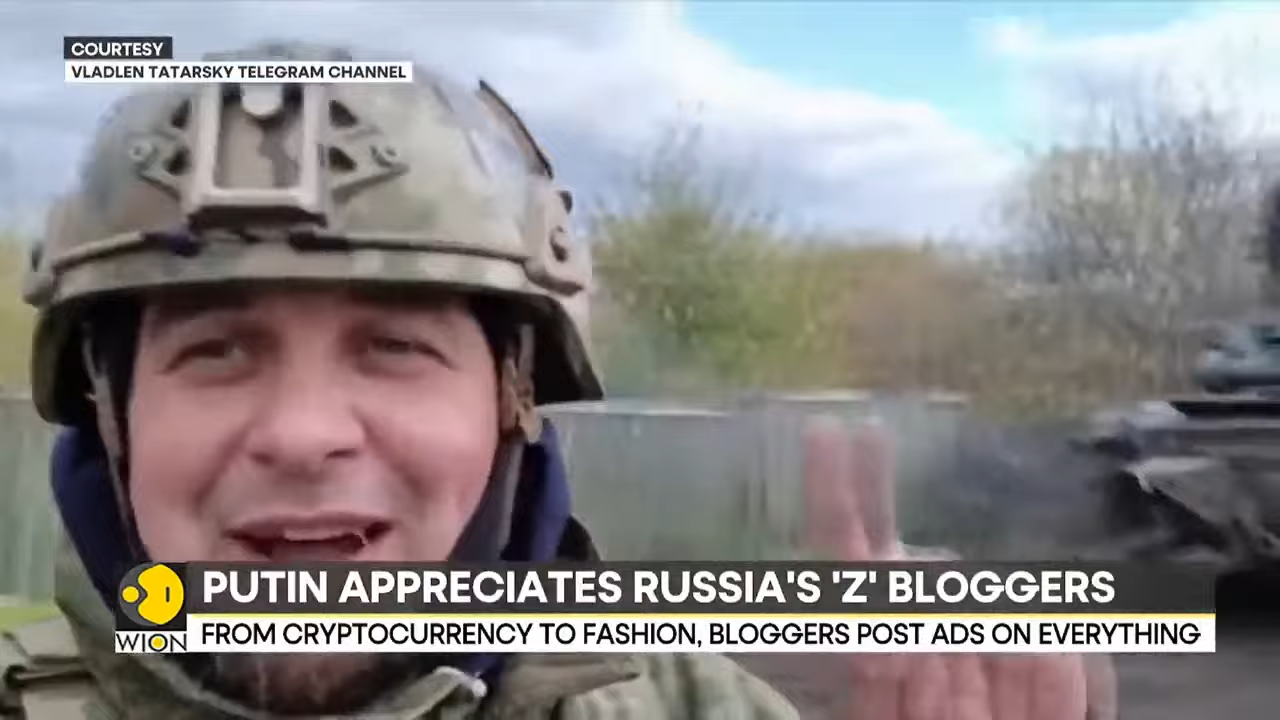 COURTESY
VLADLEN TATARSKY TELEGRAM CHANNEL
PUTIN APPRECIATES RUSSIA'S 'Z' BLOGGERS
WION
FROM CRYPTOCURRENCY TO FASHION, BLOGGERS POST ADS ON EVERYTHING